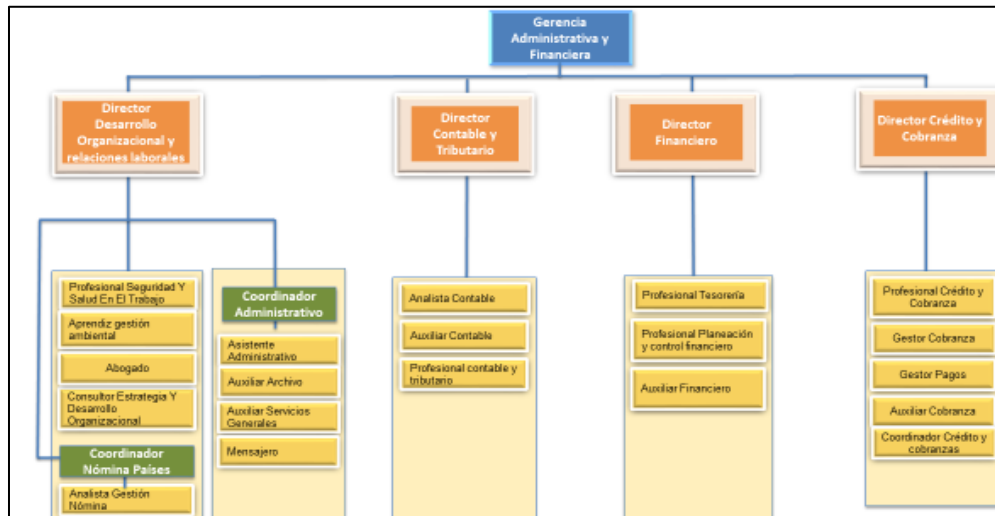 Gerencia
Administrativa y
Financiera
Director
Desarrollo
Organizacional y
relaciones laborales
Director
Contable y
Tributario
Director
Financiero
Director Crédito y
Cobranza
Profesional Seguridad Y
Salud En El Trabajo
Aprendiz gestión
ambiental
Abogado
Consultor Estrategia Y
Desarrollo
Organizacional
Coordinador
Nómina Países
Analista Gestión
Nómina
Coordinador
Administrativo
Asistente
Administrativo
Auxiliar Archivo
Auxiliar Servicios
Generales
Mensajero
Analista Contable
Auxiliar Contable
Profesional contable y
tributario
Profesional Tesorería
Profesional Planeación
y control financiero
Auxiliar Financiero
Profesional Crédito y
Cobranza
Gestor Cobranza
Gestor Pagos
Auxiliar Cobranza
Coordinador Crédito y
cobranzas